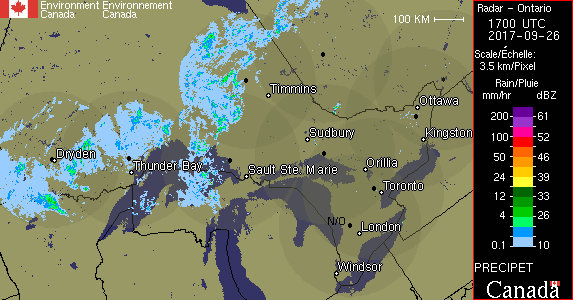 Environment Environnement
Canada Canada
100 KM
Timmins
Ottawa
Sudbury
Kingston
Dryden
Thunder Bay
Sault Ste. Marie
Orillia
Toronto
N/O
London
Windsor
Radar - Ontario
1700 UTC
2017-09-26
Scale/Échelle:
3.5 km/Pixel
Rain/Pluie
mm/hr dBZ
200 61
100 52
50 46
24 39
12 33
4 26
0.1 10
PRECIPET
Canada